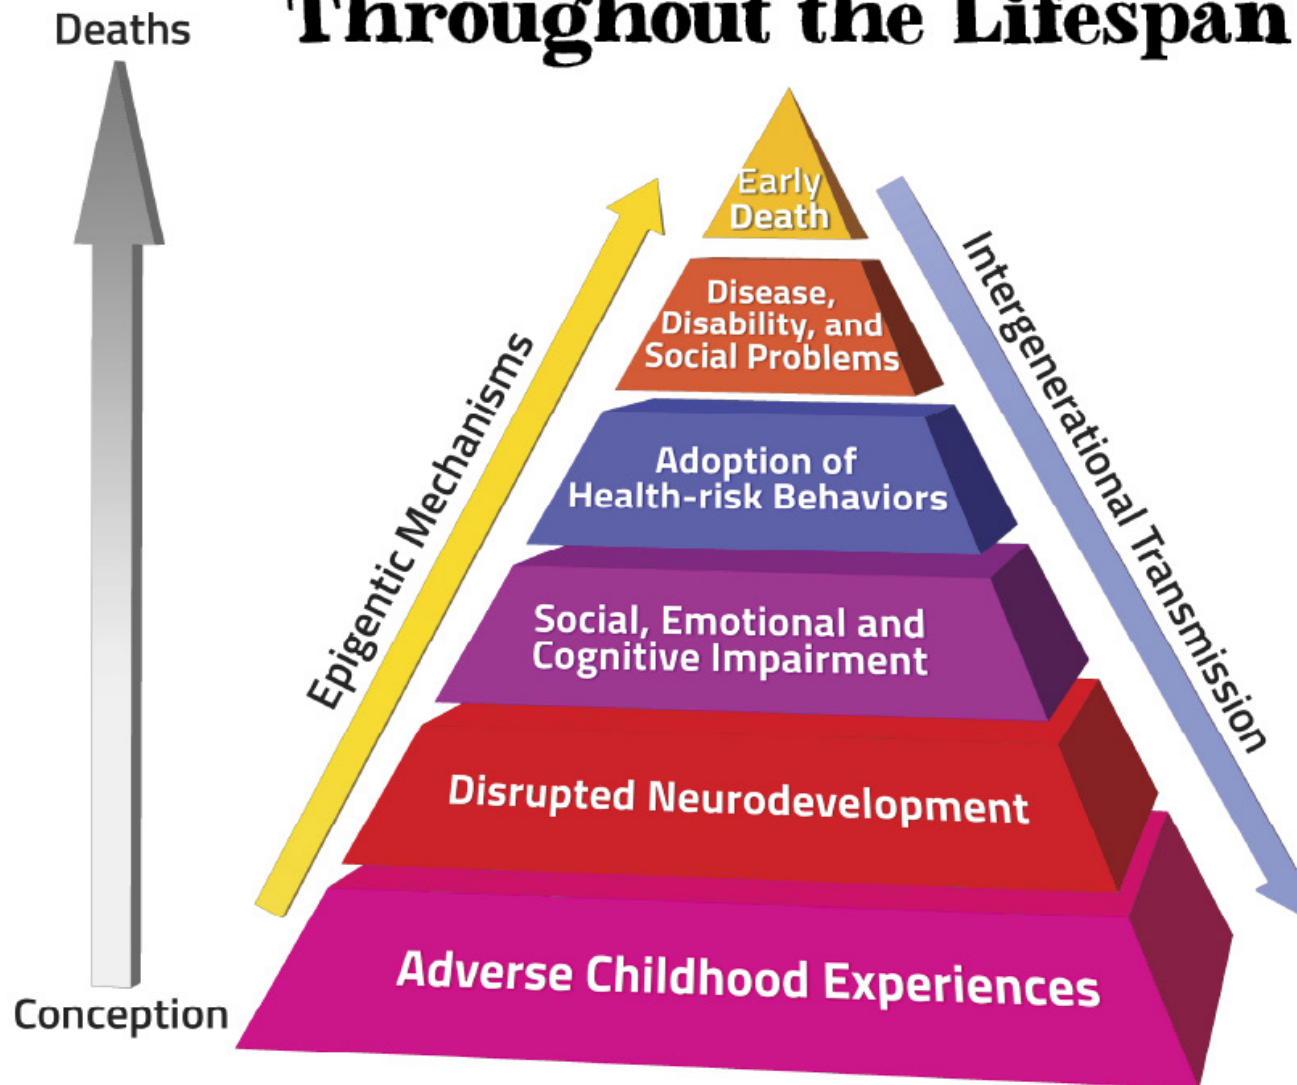 Throughout the Lifespan
Deaths
Early
Death
Disease,
Disability, and
Social Problems
Adoption of
Health-risk Behaviors
Social, Emotional and
Cognitive Impairment
Disrupted Neurodevelopment
Adverse Childhood Experiences
Epigentic Mechanisms
Intergenerational Transmission
Conception